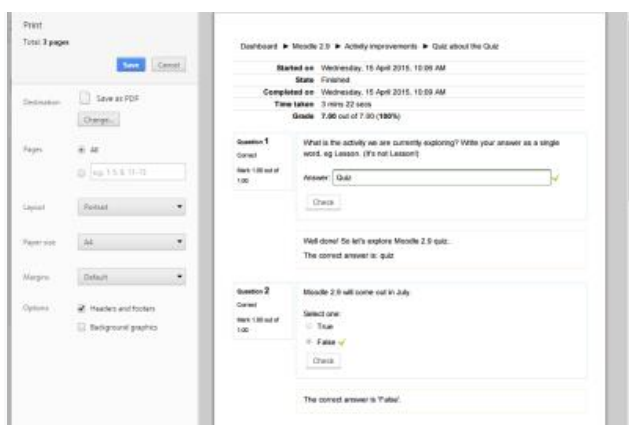 Print
Total: 3 pages
Save Cancel
Destination Save as PDF
Change...
Pages All
e.g. 1-5, 8, 11-13
Layout Portrait
Paper size A4
Margins Default
Options Headers and footers
Background graphics
Dashboard ► Moodle 2.9 ► Activity improvements ► Quiz about the Quiz
Started on Wednesday, 15 April 2015, 10:06 AM
State Finished
Completed on Wednesday, 15 April 2015, 10:09 AM
Time taken 3 mins 22 secs
Grade 7.00 out of 7.00 (100%)
Question 1
Correct
Mark 1.00 out of
1.00
What is the activity we are currently exploring? Write your answer as a single
word, eg Lesson. (It's not Lesson!)
Answer: Quiz
Check
Well done! So let's explore Moodle 2.9 quiz.
The correct answer is: quiz
Question 2
Correct
Mark 1.00 out of
1.00
Moodle 2.9 will come out in July.
Select one:
True
False
Check
The correct answer is 'False'.